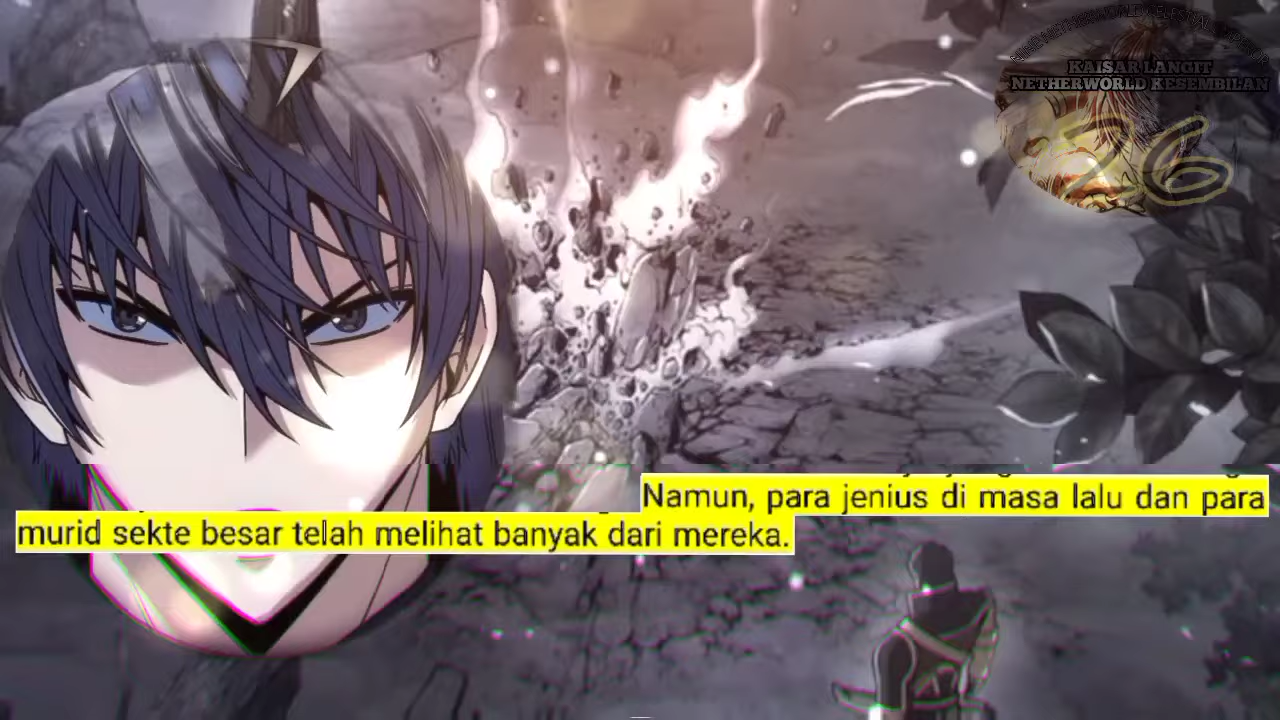 KAISAR LANGIT
NETHERWORLD KESEMBILAN
26
Namun, para jenius di masa lalu dan para
murid sekte besar telah melihat banyak dari mereka.